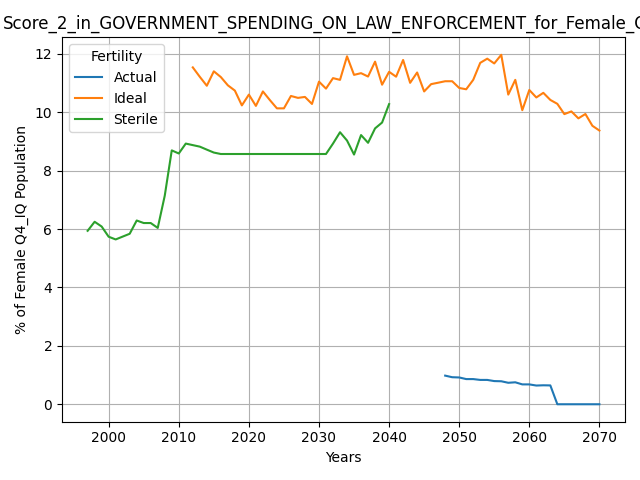 Score_2_in_GOVERNMENT_SPENDING_ON_LAW_ENFORCEMENT_for_Female_
Fertility
Actual
Ideal
Sterile
% of Female Q4_IQ Population
12
10
8
6
4
2
0
2000 2010 2020 2030 2040 2050 2060 2070
Years